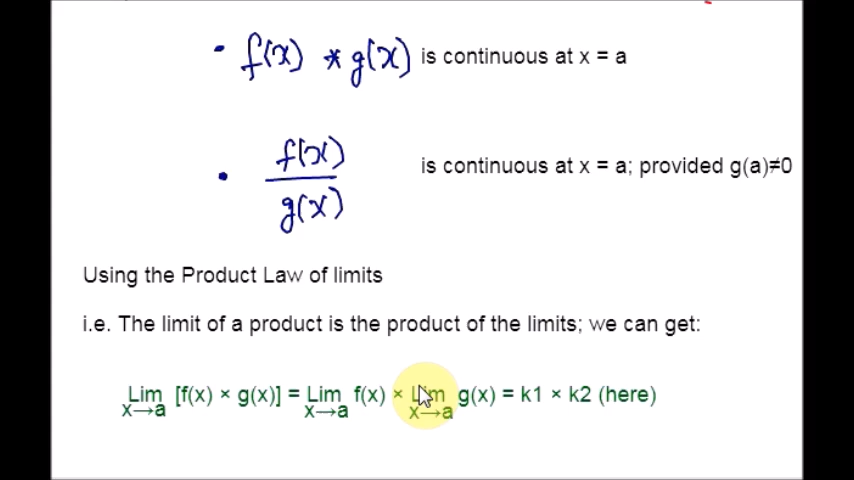 • f(x) * g(x) is continuous at x = a
• f(x)
g(x)
is continuous at x = a; provided g(a)≠0
Using the Product Law of limits
i.e. The limit of a product is the product of the limits; we can get:
Lim [f(x) × g(x)] = Lim f(x) × Lim g(x) = k1 × k2 (here)
x→a x→a x→a